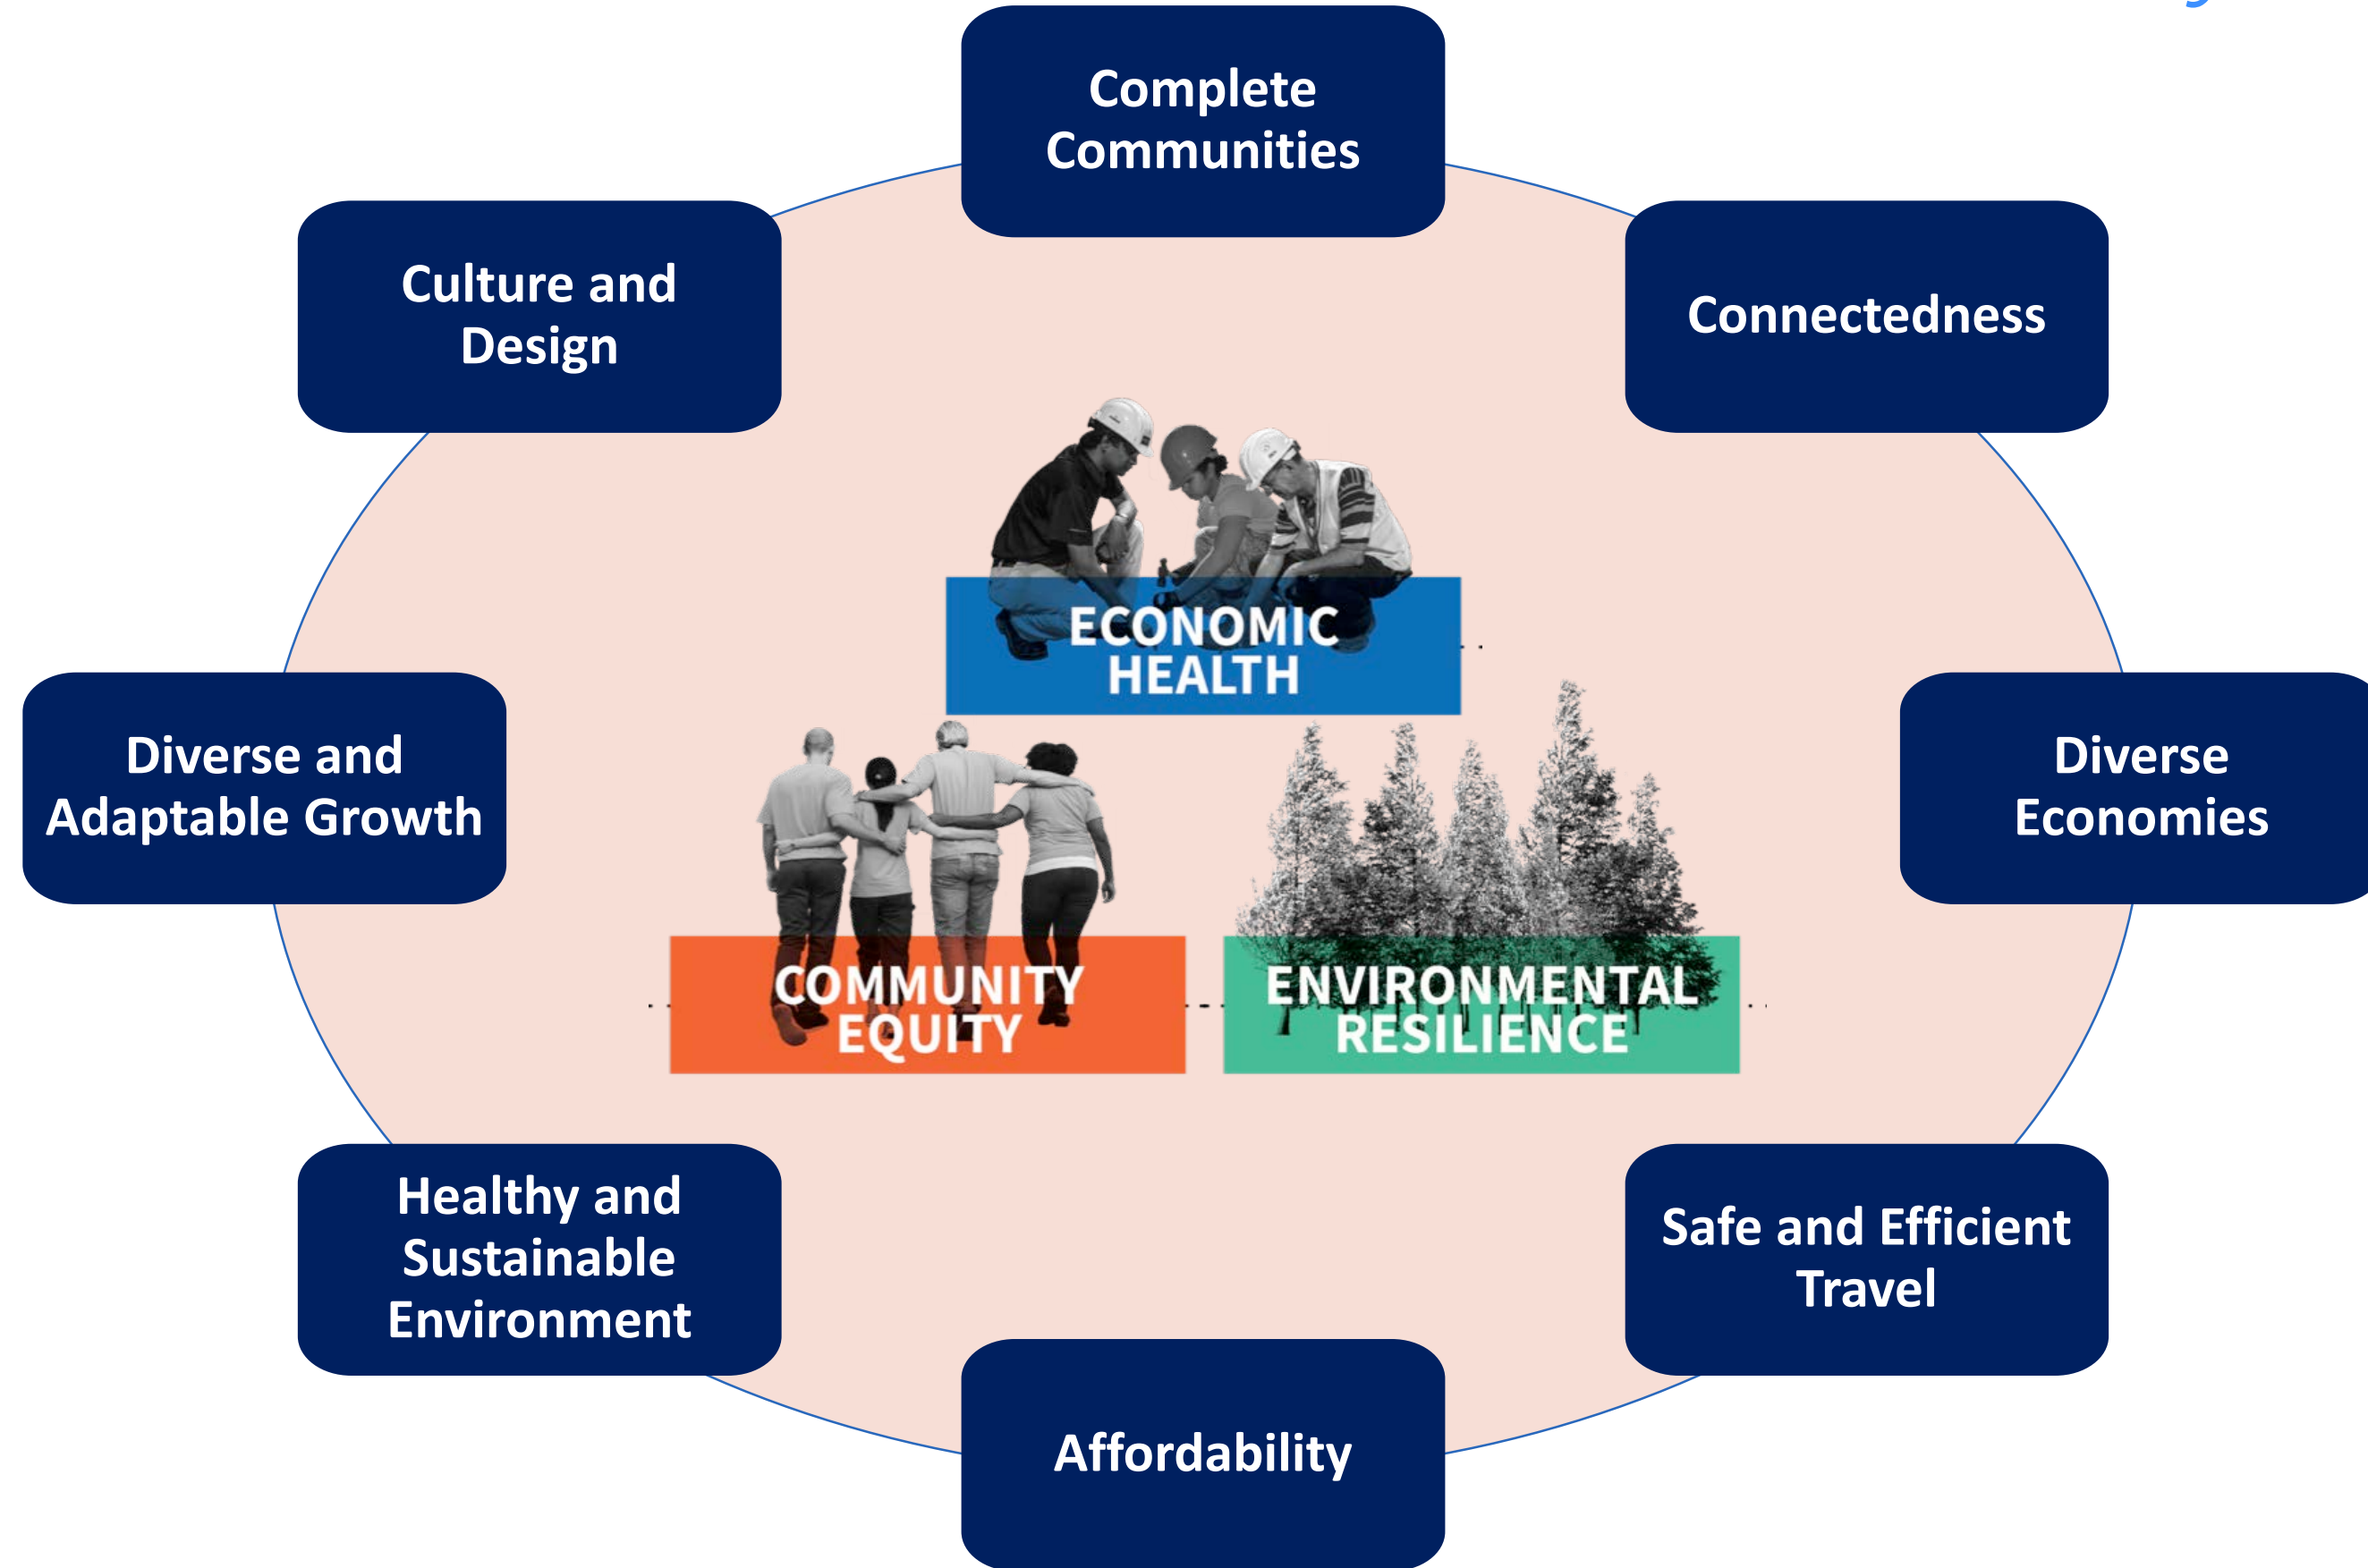 Complete
Communities
Culture and
Design
Connectedness
ECONOMIC
HEALTH
Diverse and
Adaptable Growth
Diverse
Economies
COMMUNITY
EQUITY
ENVIRONMENTAL
RESILIENCE
Healthy and
Sustainable
Environment
Safe and Efficient
Travel
Affordability